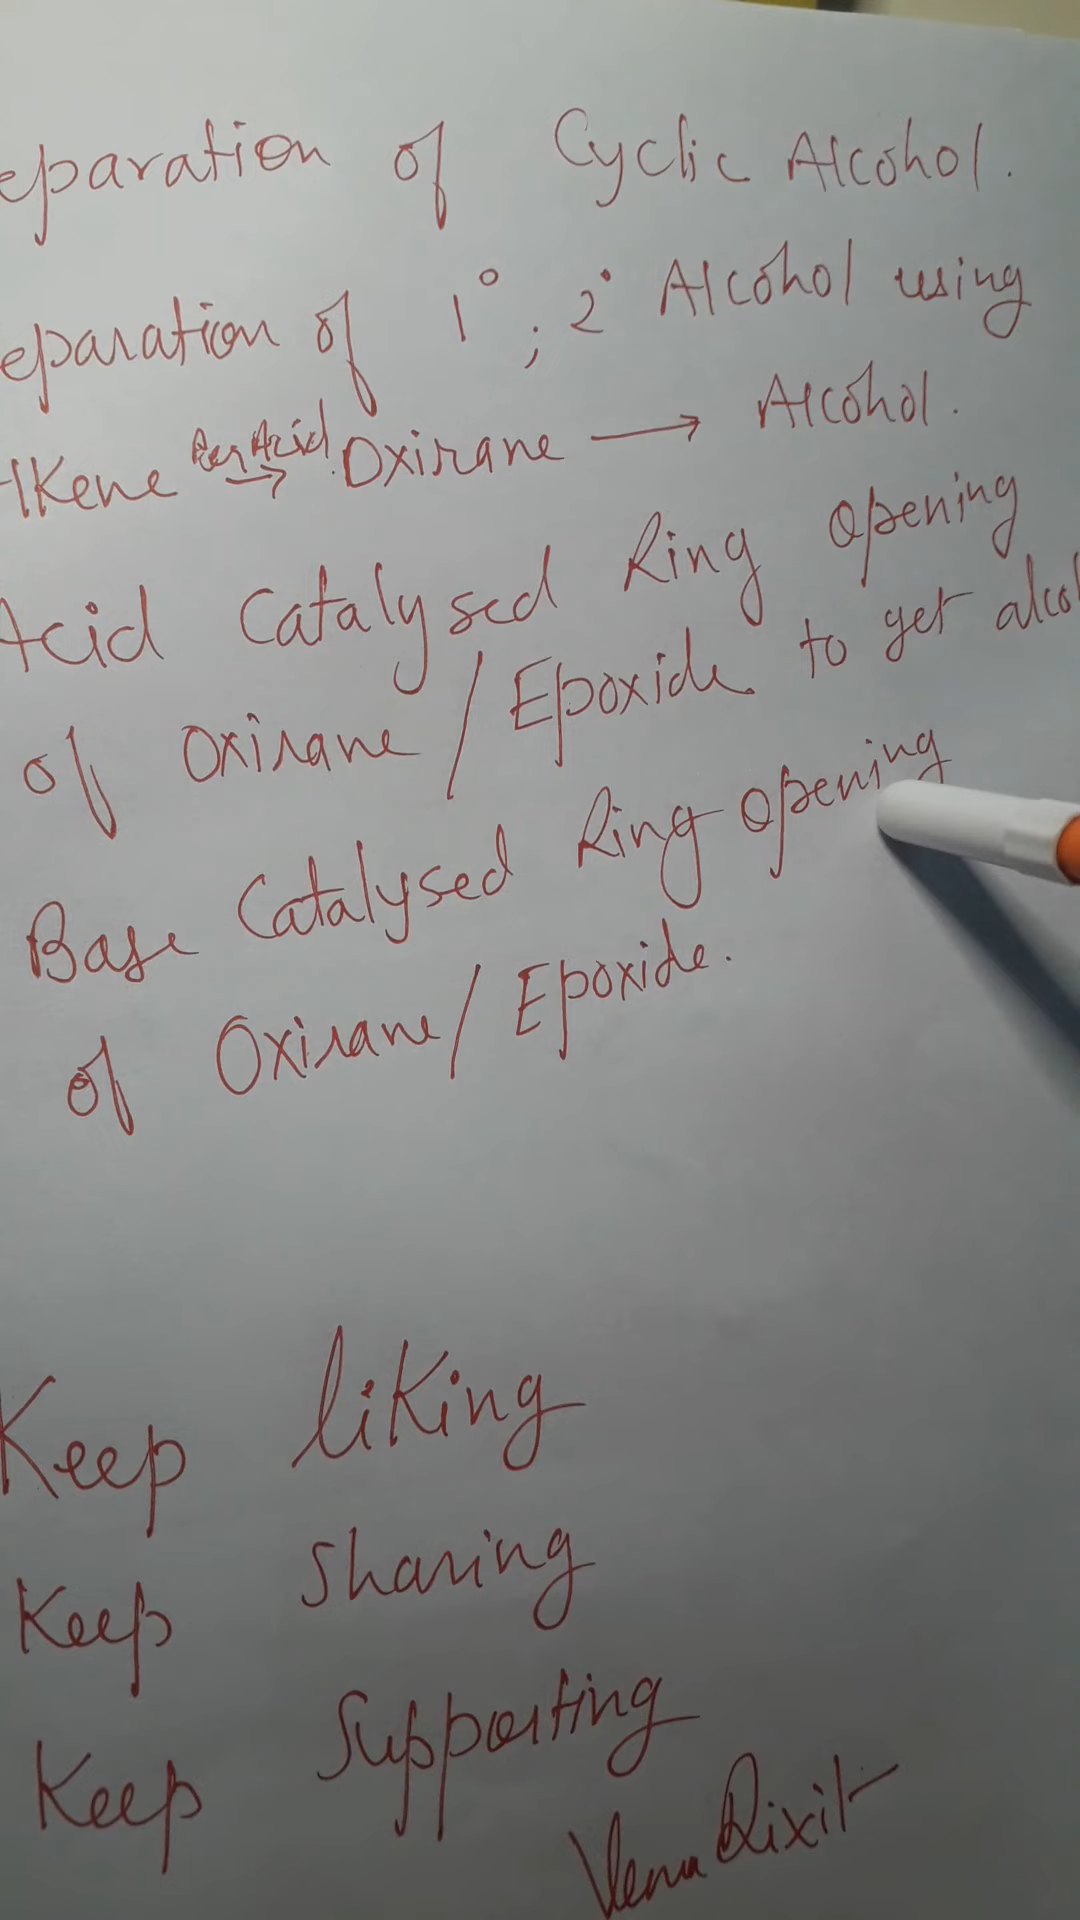 eparation of Cyclic Alcohol.
eparation of 1°, 2° Alcohol using
lKene Per Acid → Oxirane → Alcohol.
Acid Catalysed Ring Opening
of Oxirane / Epoxide to get alcoh
Base Catalysed Ring Opening
of Oxirane / Epoxide.
Keep liKing
Keep Sharing
Keep Supporting
Dixit